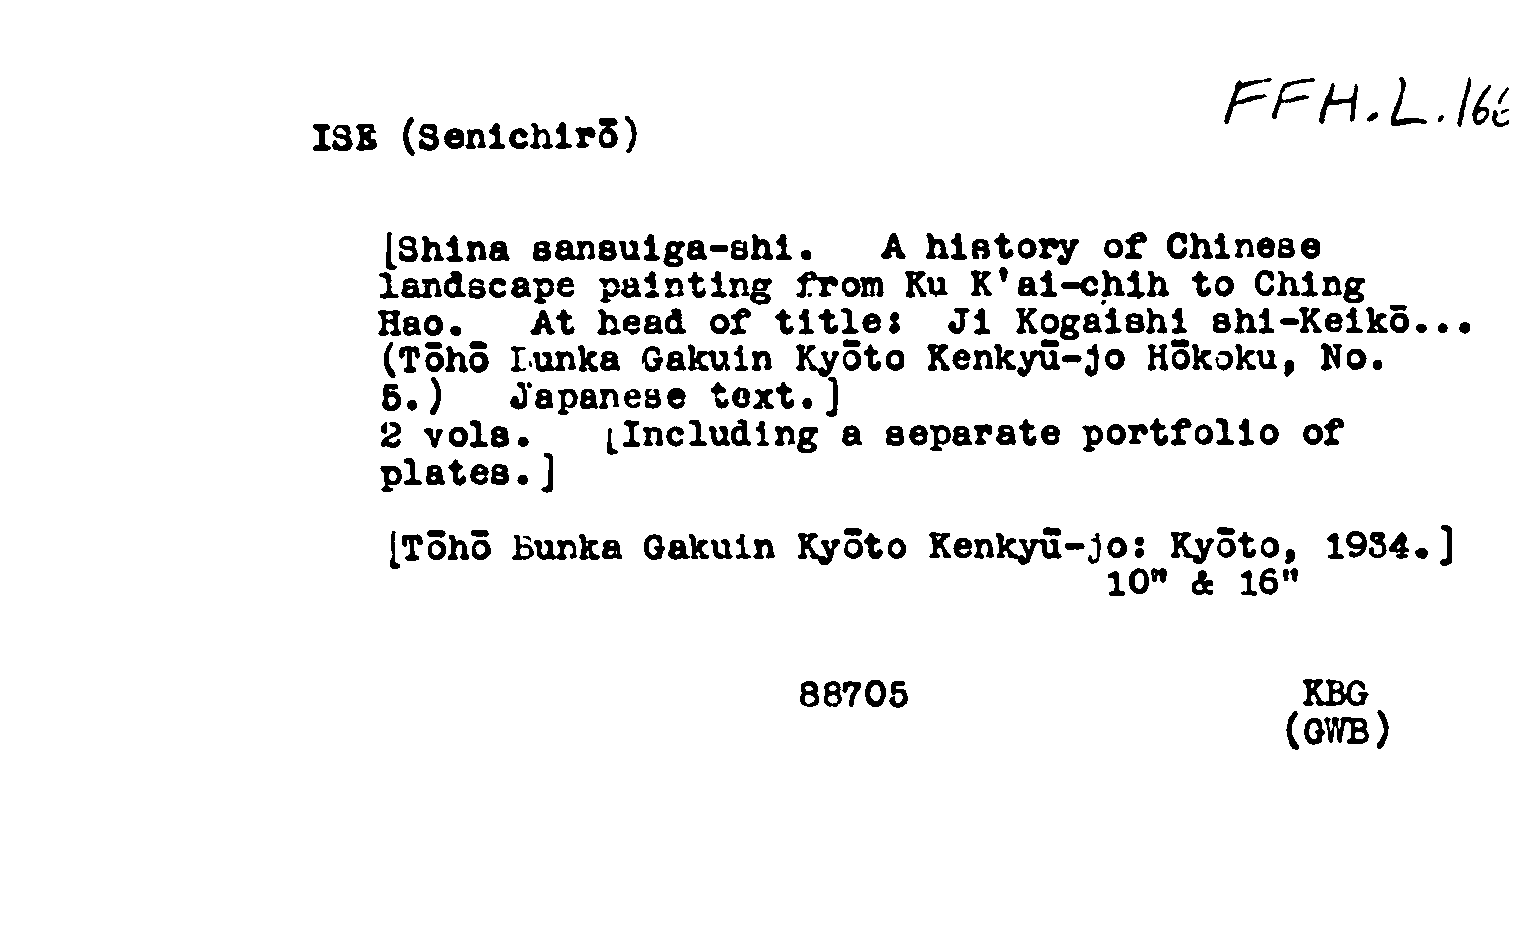 FFH.L.166
ISE (Senichirō)
[Shina sansuiga-shi. A history of Chinese
landscape painting from Ku K'ai-chih to Ching
Hao. At head of title: Ji Kogaishi shi-Keikō...
(Tōhō Bunka Gakuin Kyōto Kenkyū-jo Hōkoku, No.
5.) Japanese text.]
2 vols. [Including a separate portfolio of
plates.]
[Tōhō Bunka Gakuin Kyōto Kenkyū-jo: Kyōto, 1934.]
10" & 16"
88705 KBG
(GWB)